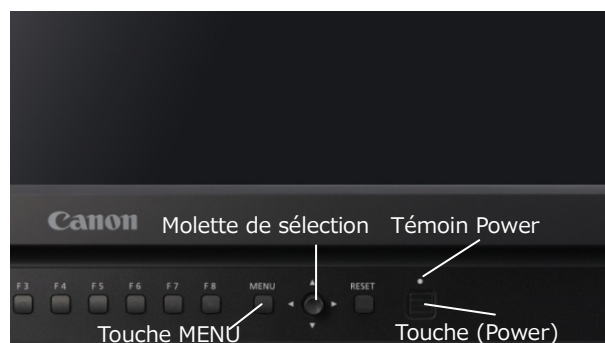 Canon
Molette de sélection
Témoin Power
F3 F4 F5 F6 F7 F8 MENU RESET
Touche MENU
Touche (Power)